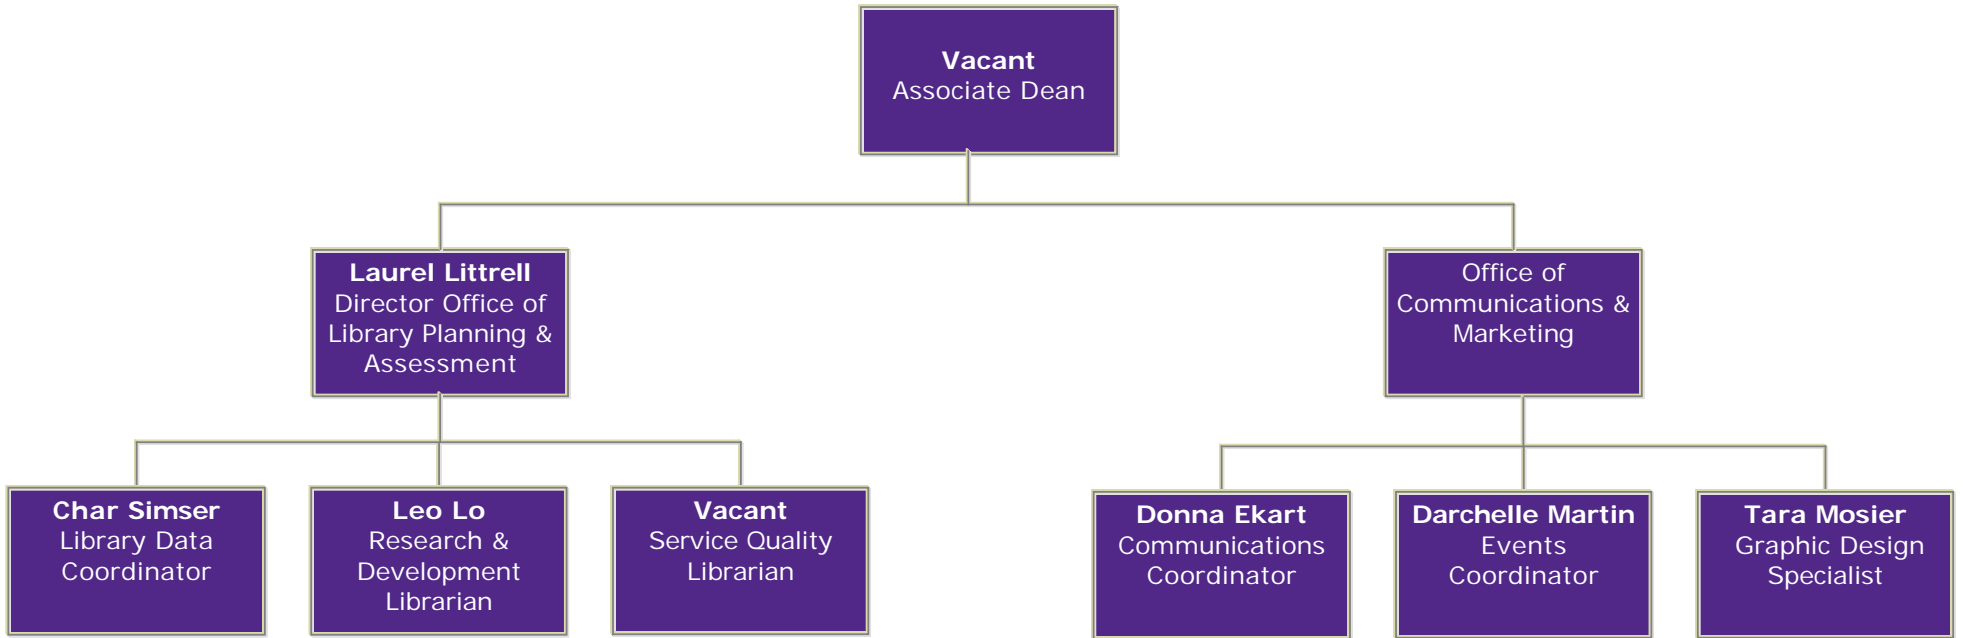 Vacant
Associate Dean
Laurel Littrell
Director Office of
Library Planning &
Assessment
Office of
Communications &
Marketing
Char Simser
Library Data
Coordinator
Leo Lo
Research &
Development
Librarian
Vacant
Service Quality
Librarian
Donna Ekart
Communications
Coordinator
Darchelle Martin
Events
Coordinator
Tara Mosier
Graphic Design
Specialist